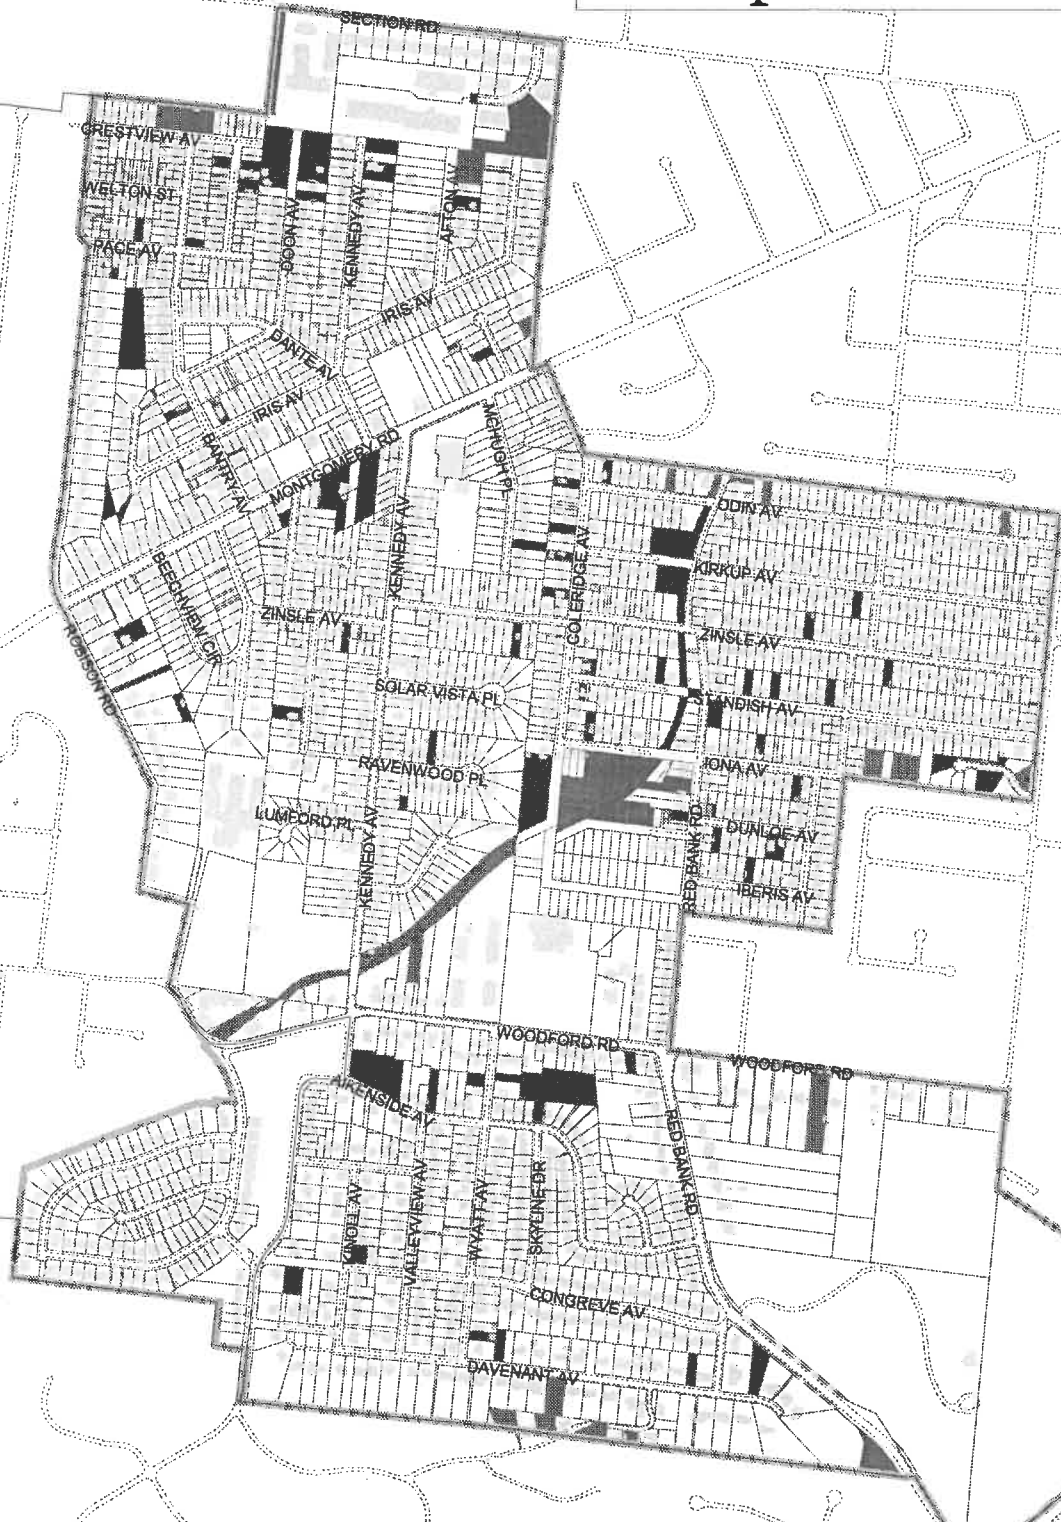 SECTION RD
CRESTVIEW AV
WELTON ST
PACE AV
DOON AV
KENNEDY AV
AFTON AV
IRIS AV
DANTE AV
IRIS AV
BANTRY AV
MONTGOMERY RD
MCHUGH PL
KENNEDY AV
ODIN AV
COLERIDGE AV
KIRKUP AV
BEECHVIEW CIR
ZINSLE AV
ZINSLE AV
ROBISON RD
SOLAR VISTA PL
STANDISH AV
RAVENWOOD PL
IONA AV
LUMFORD PL
KENNEDY AV
RED BANK RD
DUNLOE AV
IBERIS AV
WOODFORD RD
WOODFORD RD
AIKENSIDE AV
RED BANK RD
KINOLL AV
VALLEYVIEW AV
WYATT AV
SKYLINE DR
CONGREVE AV
DAVENANT AV